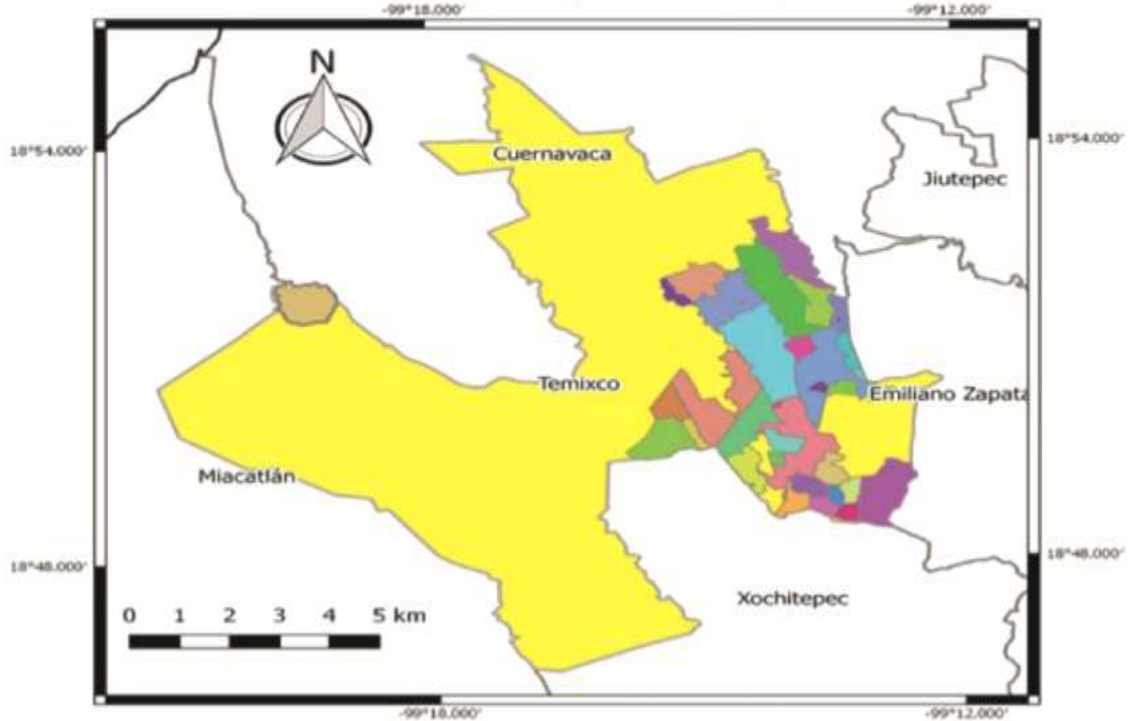 -99°18.000'
-99°12.000'
N
18°54.000'
18°54.000'
Cuernavaca
Jiutepec
Temixco
Emiliano Zapata
Miacatlán
18°48.000'
18°48.000'
Xochitepec
0 1 2 3 4 5 km
-99°18.000'
-99°12.000'